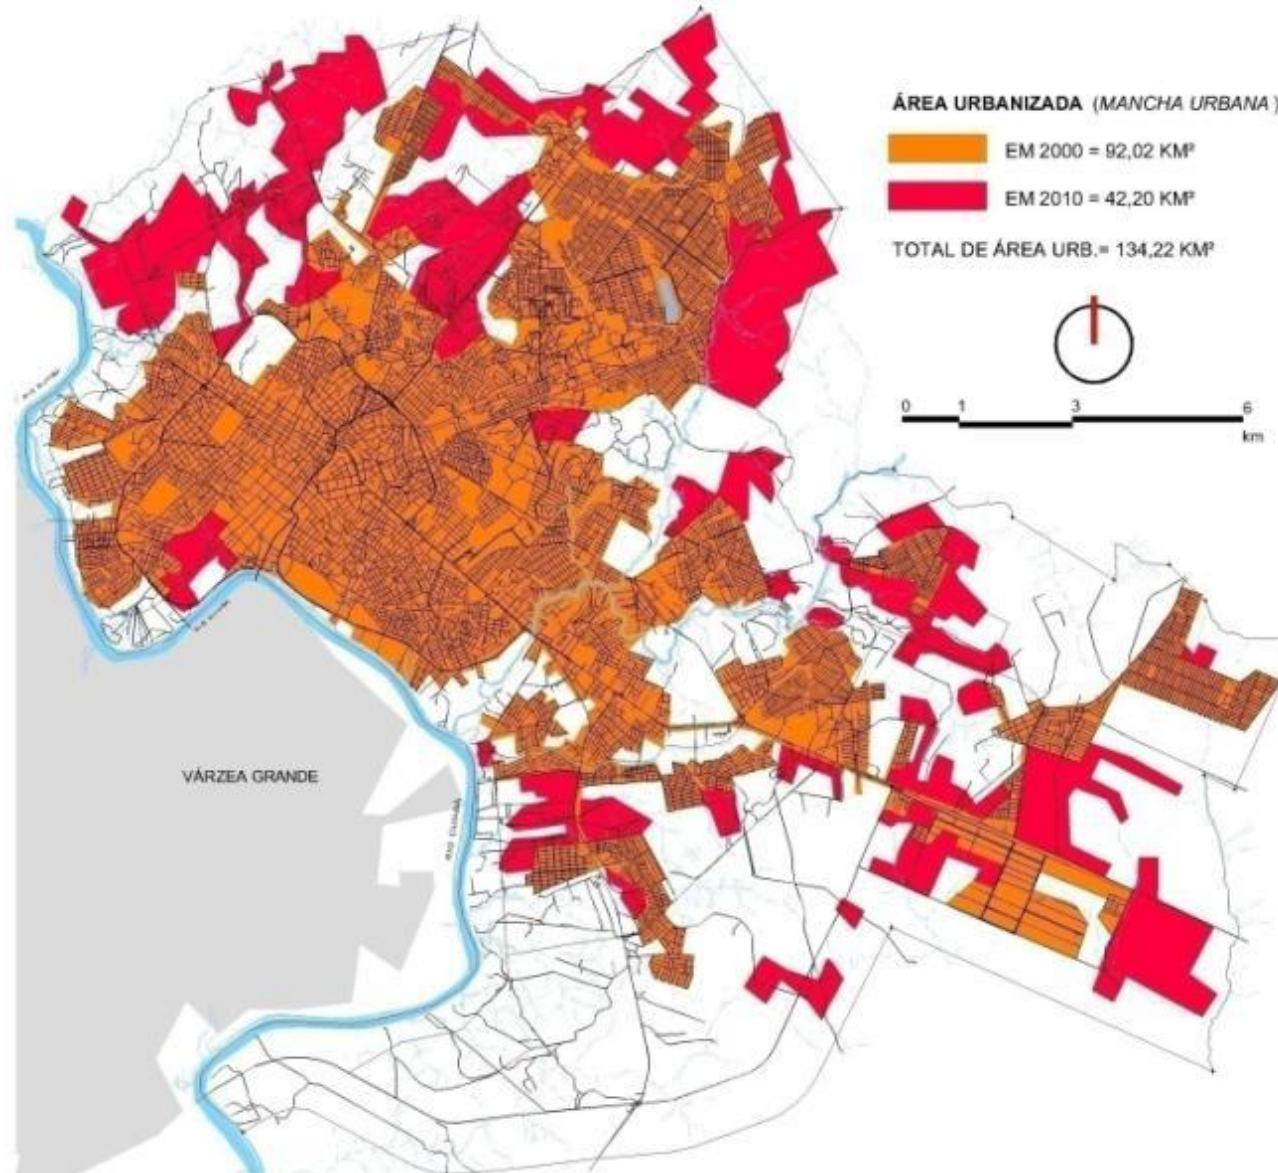 ÁREA URBANIZADA (MANCHA URBANA)
EM 2000 = 92,02 KM²
EM 2010 = 42,20 KM²
TOTAL DE ÁREA URB.= 134,22 KM²
0 1 3 6
km
VÁRZEA GRANDE